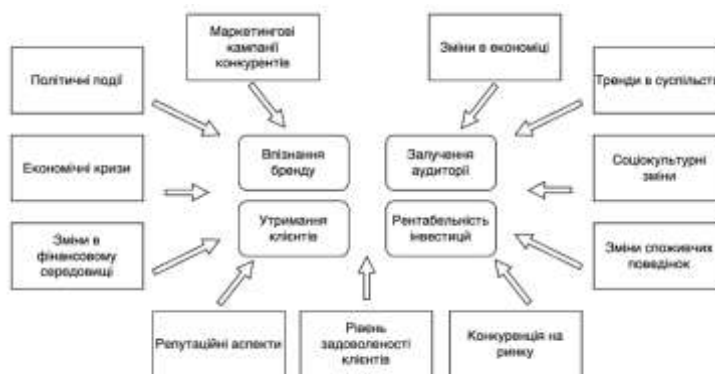 Маркетингові
кампанії
конкурентів
Зміни в економіці
Політичні події
Тренди в суспільст
Впізнання
бренду
Залучення
аудиторії
Економічні кризи
Соціокультурні
зміни
Утримання
клієнтів
Рентабельність
інвестицій
Зміни в
фінансовому
середовищі
Зміни споживчих
поведінок
Репутаційні аспекти
Рівень
задоволеності
клієнтів
Конкуренція на
ринку